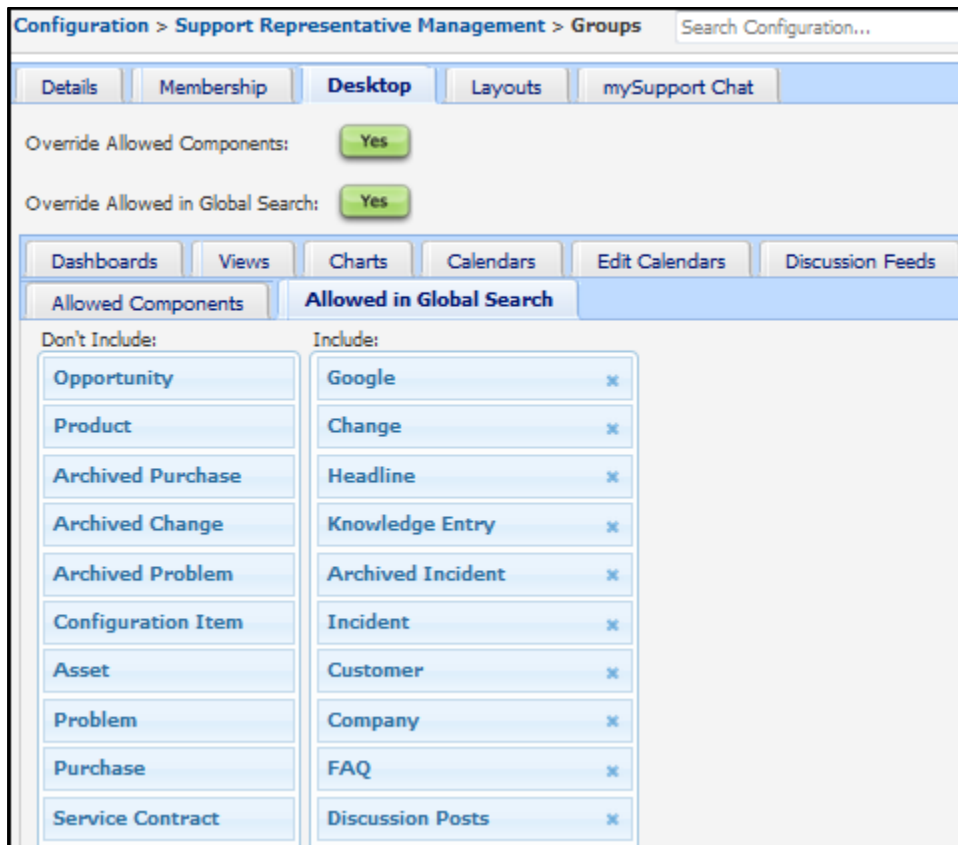 Configuration > Support Representative Management > Groups Search Configuration...
Details Membership Desktop Layouts mySupport Chat
Override Allowed Components: Yes
Override Allowed in Global Search: Yes
Dashboards Views Charts Calendars Edit Calendars Discussion Feeds
Allowed Components Allowed in Global Search
Don't Include: Include:
Opportunity Google
Product Change
Archived Purchase Headline
Archived Change Knowledge Entry
Archived Problem Archived Incident
Configuration Item Incident
Asset Customer
Problem Company
Purchase FAQ
Service Contract Discussion Posts